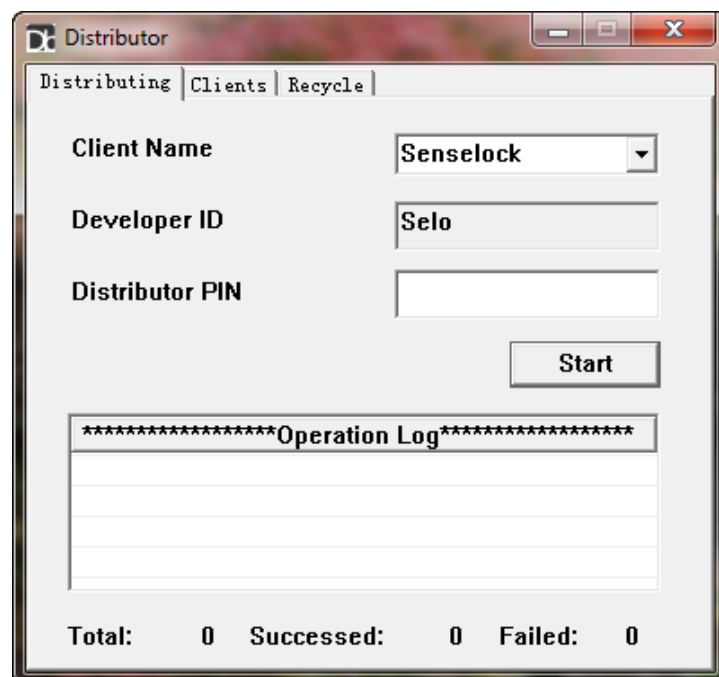 Distributor
Distributing Clients Recycle
Client Name Senselock
Developer ID Selo
Distributor PIN
Start
******************Operation Log******************
Total: 0 Successed: 0 Failed: 0